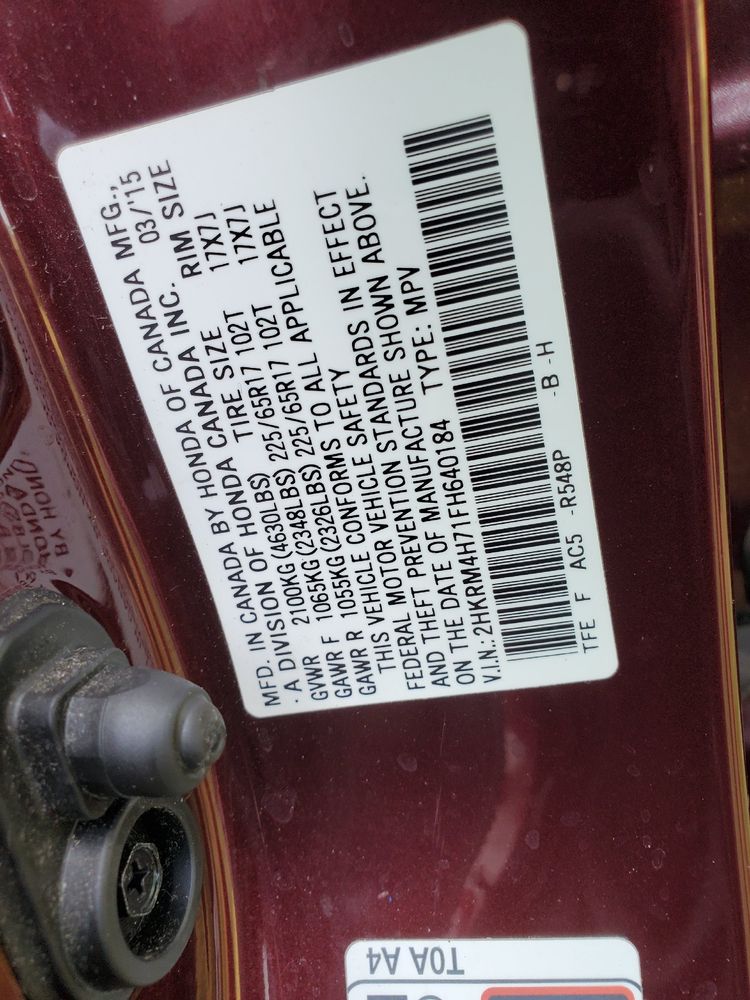 MFD. IN CANADA BY HONDA OF CANADA MFG.,
· A DIVISION OF HONDA CANADA INC. 03/'15
TIRE SIZE RIM SIZE
GVWR 2100KG (4630LBS)
GAWR F 1065KG (2348LBS) 225/65R17 102T 17X7J
GAWR R 1055KG (2326LBS) 225/65R17 102T 17X7J
THIS VEHICLE CONFORMS TO ALL APPLICABLE
FEDERAL MOTOR VEHICLE SAFETY
AND THEFT PREVENTION STANDARDS IN EFFECT
ON THE DATE OF MANUFACTURE SHOWN ABOVE.
V.I.N.: 2HKRM4H71FH640184 TYPE: MPV
TFE F AC5 -R548P -B -H
T0A A4